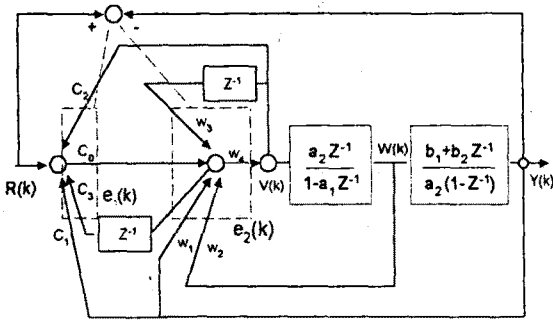 + -
C₂
Z⁻¹
w₃
C₀
w₄
R(k)
C₃
e₁(k)
V(k)
a₂Z⁻¹
1-a₁Z⁻¹
W(k)
b₁+b₂Z⁻¹
a₂(1-Z⁻¹)
Y(k)
C₁
Z⁻¹
w₁
w₂
e₂(k)